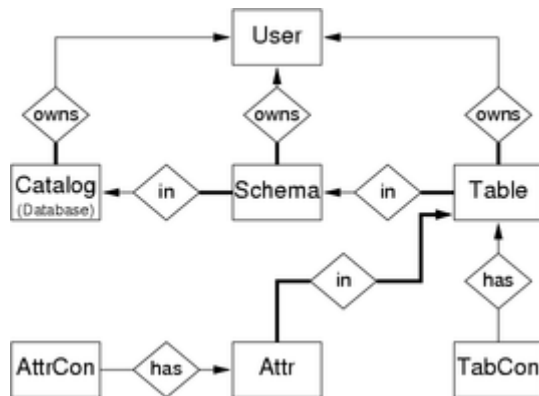 User
owns
owns
owns
Catalog
(Database)
in
Schema
in
Table
in
has
AttrCon
has
Attr
TabCon